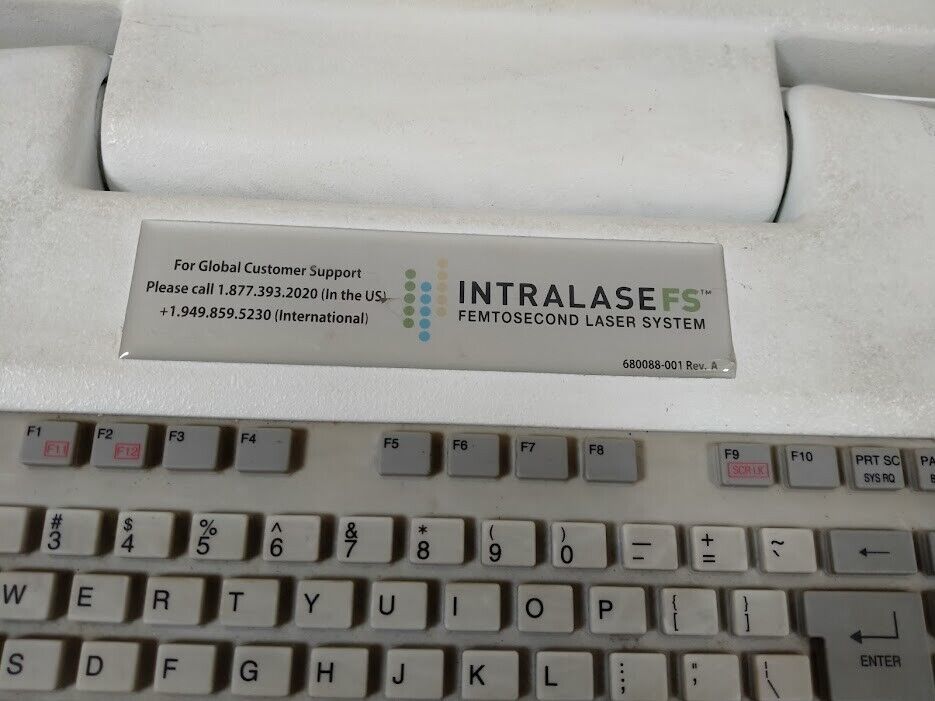 For Global Customer Support
Please call 1.877.393.2020 (In the US)
+1.949.859.5230 (International)
INTRALASEFS™
FEMTOSECOND LASER SYSTEM
680088-001 Rev. A
F1 F2 F3 F4 F5 F6 F7 F8 F9 F10 PRT SC
F11 F12 SCR LK SYS RQ
# $ % ^ & * ( ) _ + ~
3 4 5 6 7 8 9 0 - = ` ←
W E R T Y U I O P { }
[ ]
ENTER
S D F G H J K L : " |
; ' \